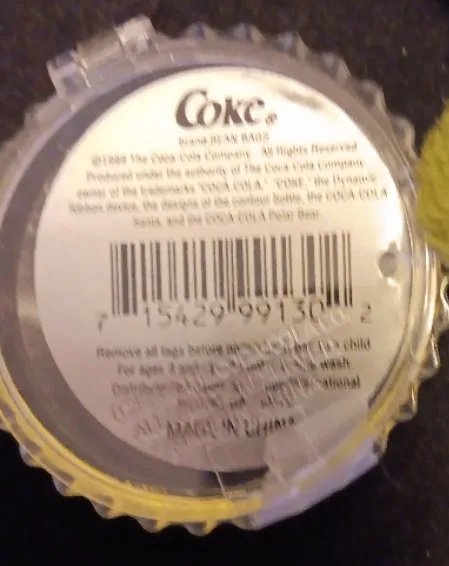 Coke®
brand BEAN BAGS
The Coca Cola Company. All Rights Reserved
Produced under the authority of The Coca Cola Company
owner of the trademarks "COCA COLA," "COKE," the Dynamic
Ribbon device, the designs of the contour bottle, the COCA COLA
Santa, and the COCA-COLA Polar Bear.
7 15429 99130 2
Remove all tags before child
For ages 3 and wash
MADE IN CHINA